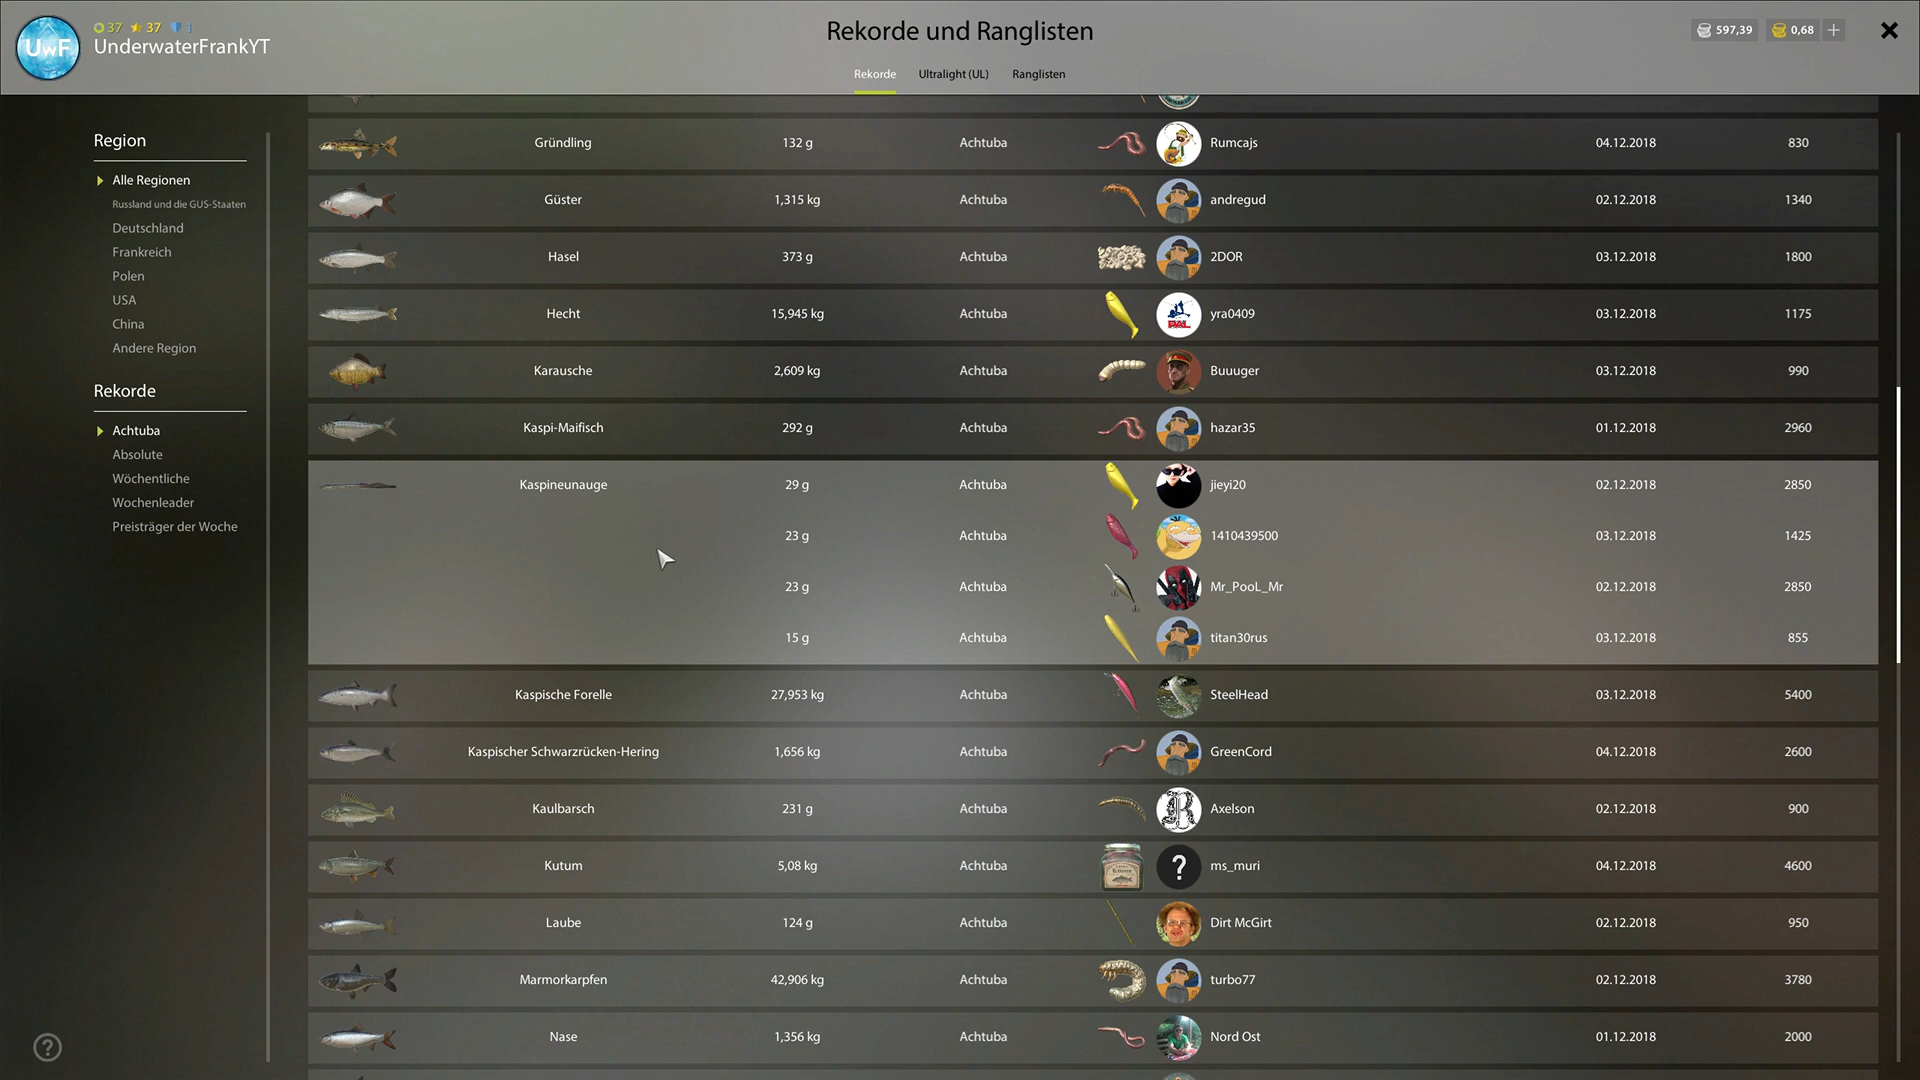 37 37 1
UnderwaterFrankYT
UwF
Rekorde und Ranglisten
597,39 0,68
Rekorde Ultralight (UL) Ranglisten
Region
Alle Regionen
Russland und die GUS-Staaten
Deutschland
Frankreich
Polen
USA
China
Andere Region
Rekorde
Achtuba
Absolute
Wöchentliche
Wochenleader
Preisträger der Woche
Gründling 132 g Achtuba Rumcajs 04.12.2018 830
Güster 1,315 kg Achtuba andregud 02.12.2018 1340
Hasel 373 g Achtuba 2DOR 03.12.2018 1800
Hecht 15,945 kg Achtuba yra0409 03.12.2018 1175
Karausche 2,609 kg Achtuba Buuuger 03.12.2018 990
Kaspi-Maifisch 292 g Achtuba hazar35 01.12.2018 2960
Kaspineunauge 29 g Achtuba jieyi20 02.12.2018 2850
23 g Achtuba 1410439500 03.12.2018 1425
23 g Achtuba Mr_PooL_Mr 02.12.2018 2850
15 g Achtuba titan30rus 03.12.2018 855
Kaspische Forelle 27,953 kg Achtuba SteelHead 03.12.2018 5400
Kaspischer Schwarzrücken-Hering 1,656 kg Achtuba GreenCord 04.12.2018 2600
Kaulbarsch 231 g Achtuba Axelson 02.12.2018 900
Kutum 5,08 kg Achtuba ? ms_muri 04.12.2018 4600
Laube 124 g Achtuba Dirt McGirt 02.12.2018 950
Marmorkarpfen 42,906 kg Achtuba turbo77 02.12.2018 3780
Nase 1,356 kg Achtuba Nord Ost 01.12.2018 2000
?